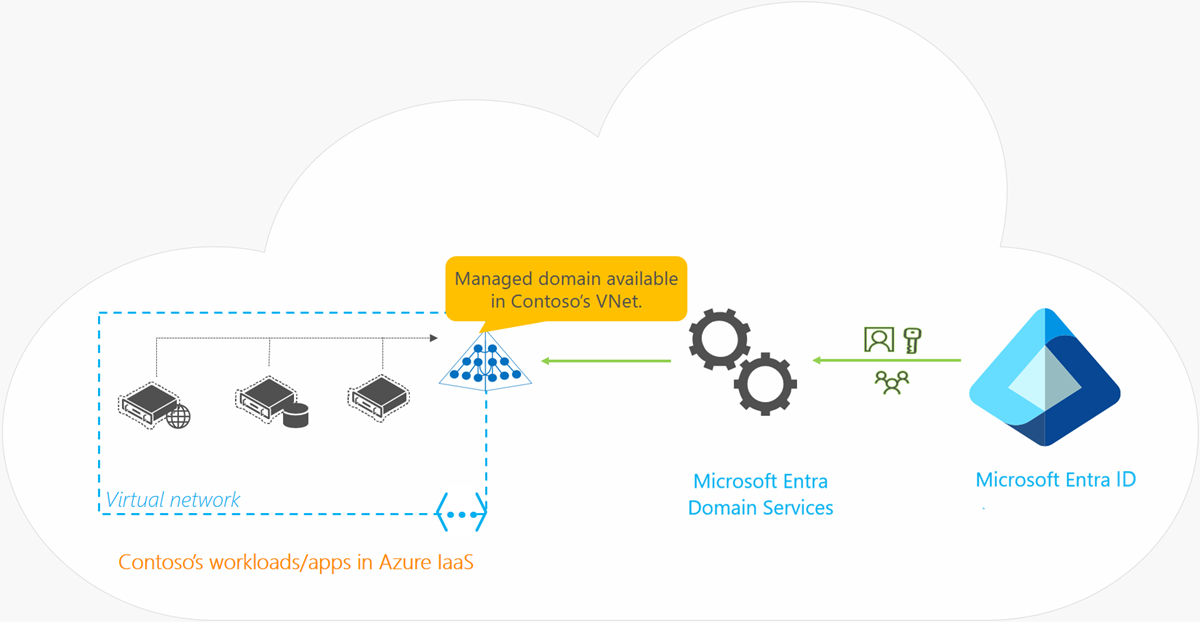 Managed domain available
in Contoso's VNet.
Virtual network
Contoso's workloads/apps in Azure IaaS
Microsoft Entra
Domain Services
Microsoft Entra ID